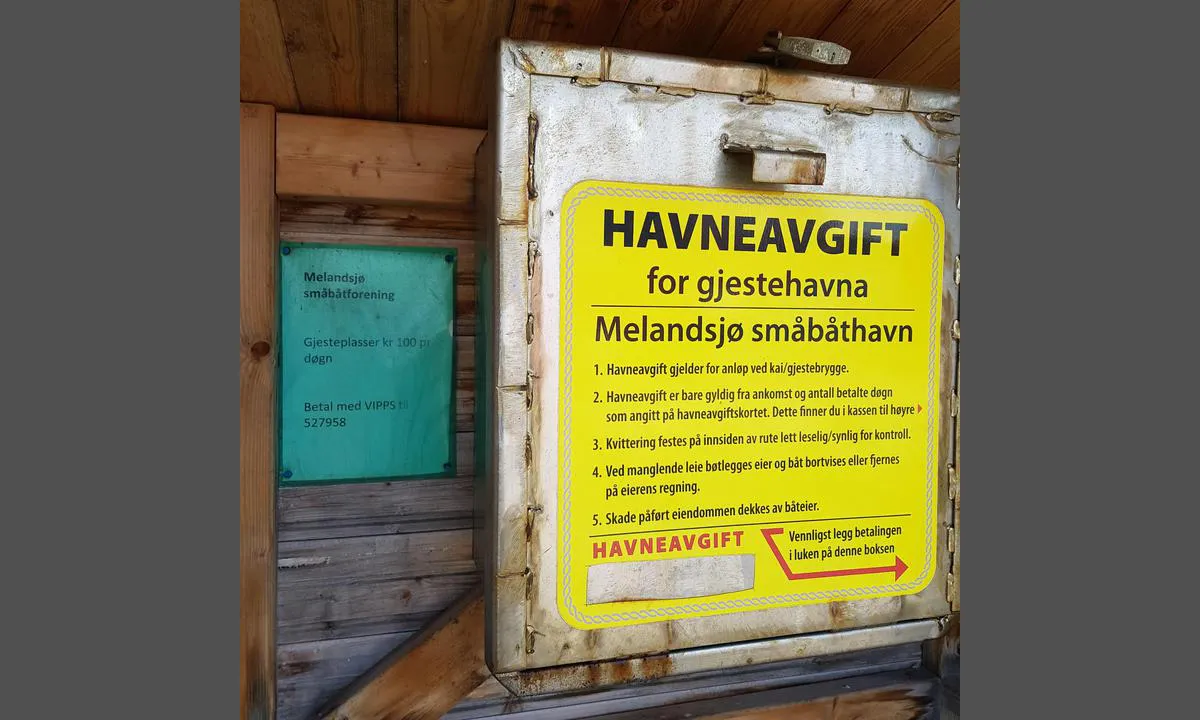 Melandsjø
småbåtforening
Gjesteplasser kr 100 pr
døgn
Betal med VIPPS til
527958
HAVNEAVGIFT
for gjestehavna
Melandsjø småbåthavn
1. Havneavgift gjelder for anløp ved kai/gjestebrygge.
2. Havneavgift er bare gyldig fra ankomst og antall betalte døgn
som angitt på havneavgiftskortet. Dette finner du i kassen til høyre
3. Kvittering festes på innsiden av rute lett leselig/synlig for kontroll.
4. Ved manglende leie bøtlegges eier og båt bortvises eller fjernes
på eierens regning.
5. Skade påført eiendommen dekkes av båteier.
HAVNEAVGIFT
Vennligst legg betalingen
i luken på denne boksen